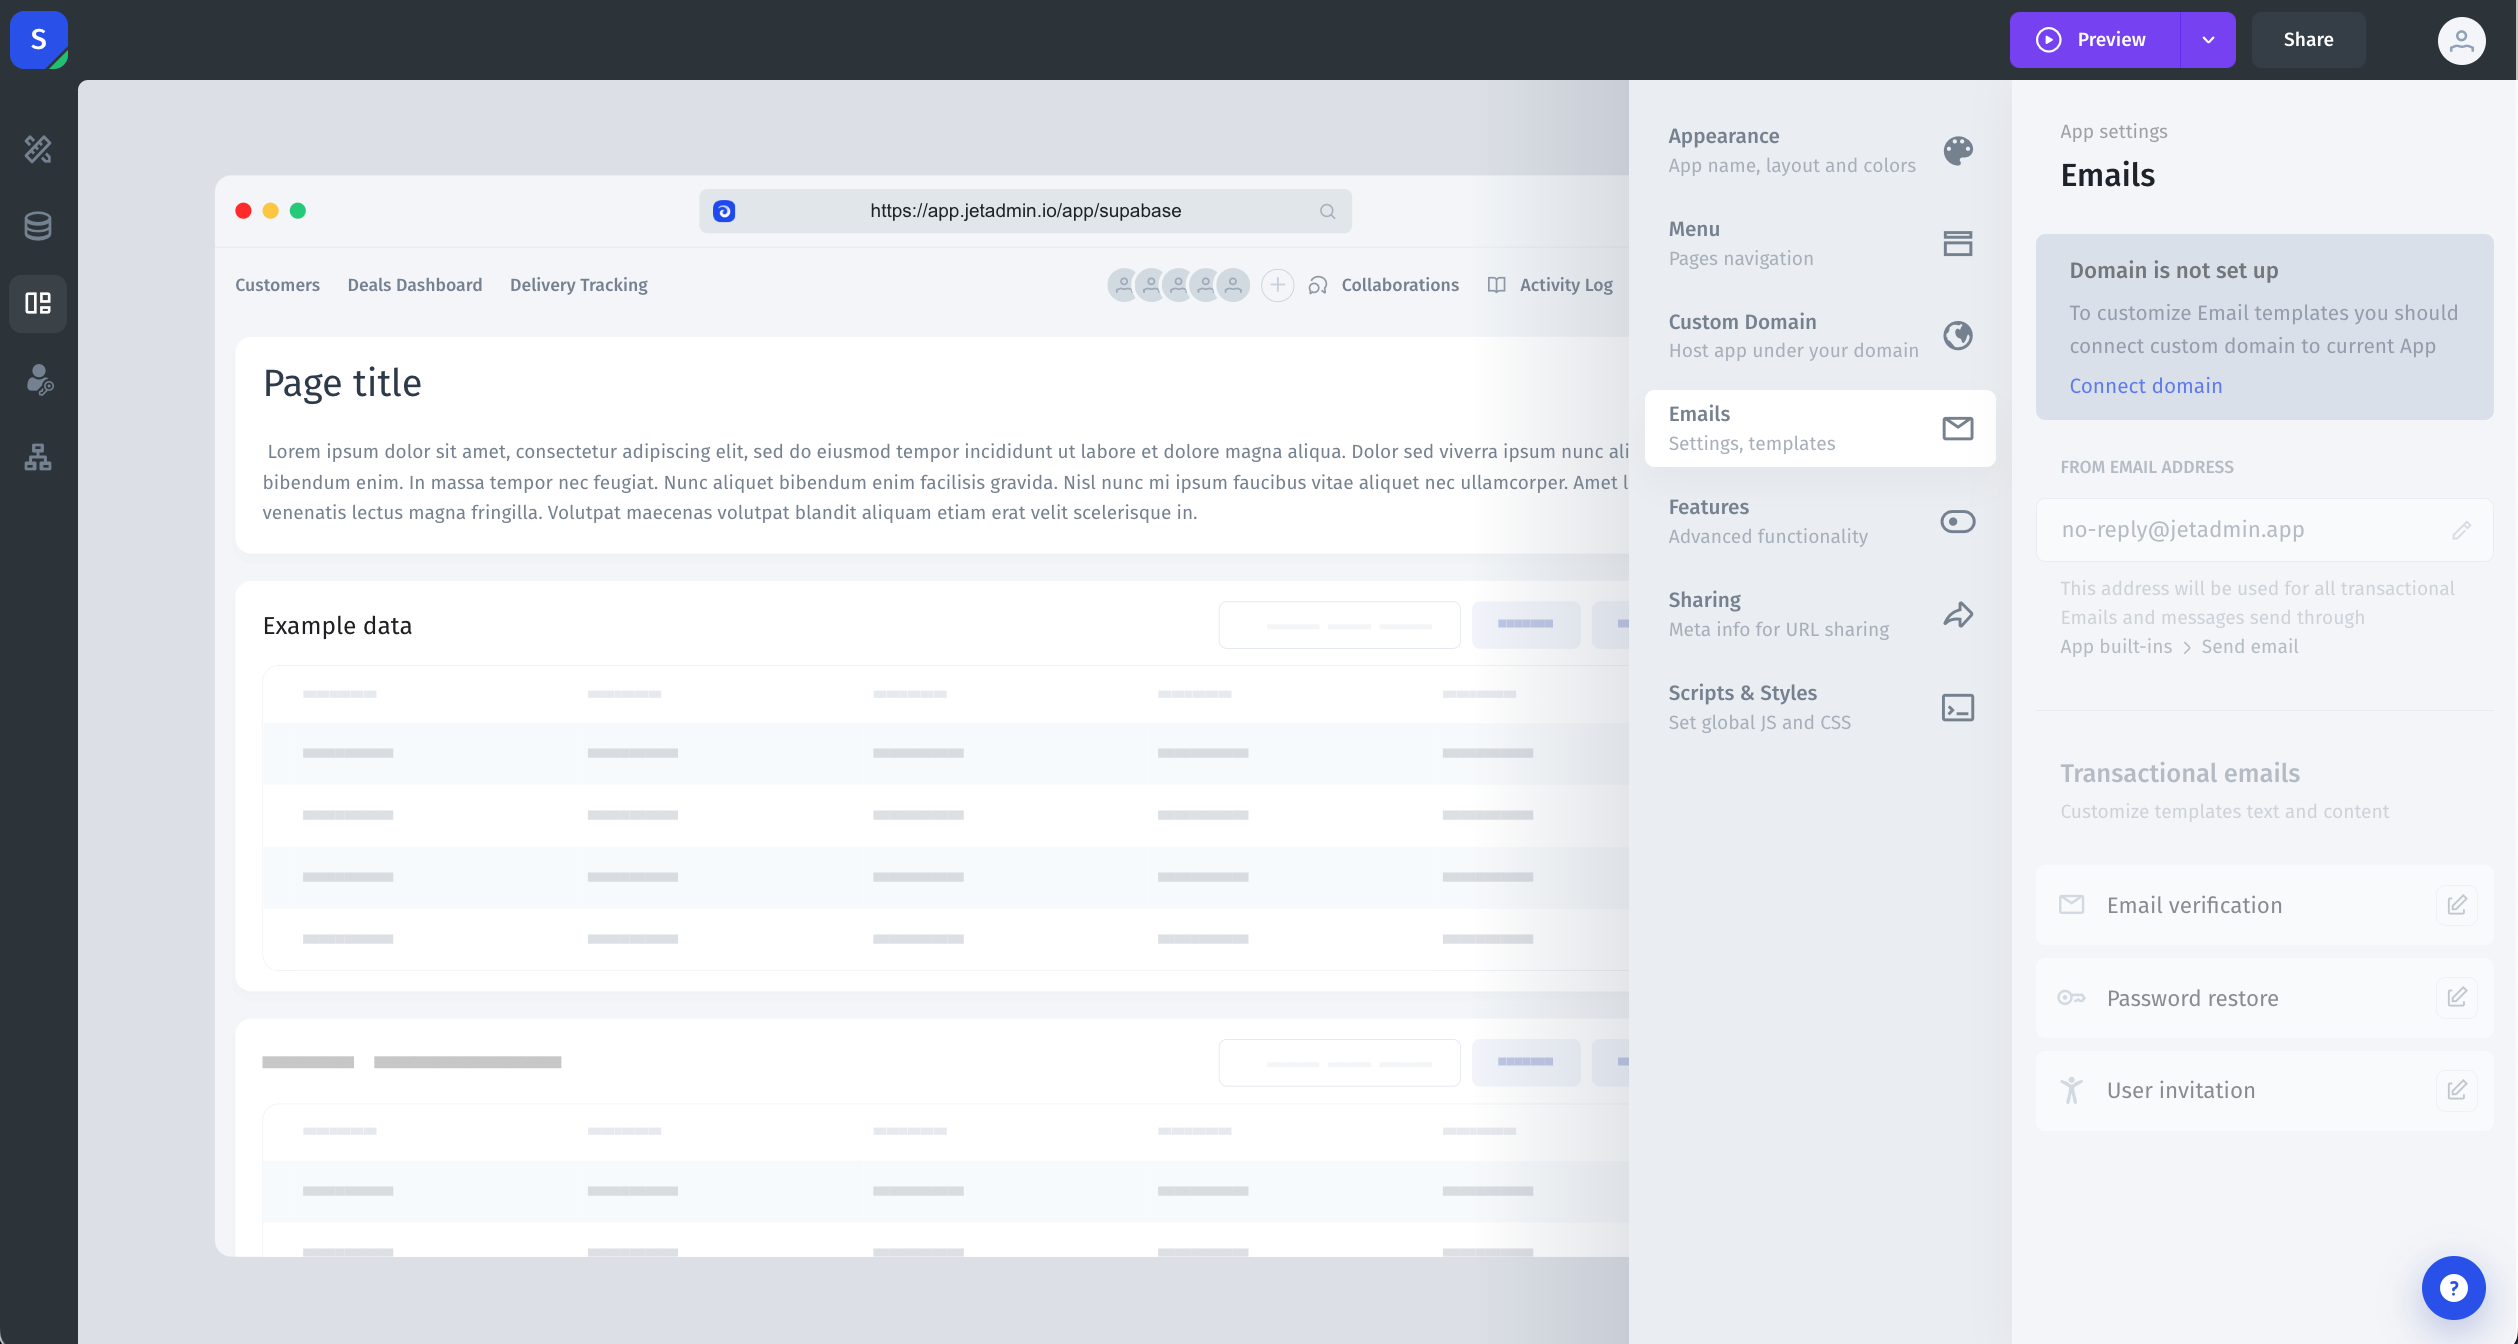 S
Preview
Share
https://app.jetadmin.io/app/supabase
Customers
Deals Dashboard
Delivery Tracking
Collaborations
Activity Log
Page title
Lorem ipsum dolor sit amet, consectetur adipiscing elit, sed do eiusmod tempor incididunt ut labore et dolore magna aliqua. Dolor sed viverra ipsum nunc ali
bibendum enim. In massa tempor nec feugiat. Nunc aliquet bibendum enim facilisis gravida. Nisl nunc mi ipsum faucibus vitae aliquet nec ullamcorper. Amet l
venenatis lectus magna fringilla. Volutpat maecenas volutpat blandit aliquam etiam erat velit scelerisque in.
Example data
Appearance
App name, layout and colors
Menu
Pages navigation
Custom Domain
Host app under your domain
Emails
Settings, templates
Features
Advanced functionality
Sharing
Meta info for URL sharing
Scripts & Styles
Set global JS and CSS
App settings
Emails
Domain is not set up
To customize Email templates you should
connect custom domain to current App
Connect domain
FROM EMAIL ADDRESS
no-reply@jetadmin.app
This address will be used for all transactional
Emails and messages send through
App built-ins > Send email
Transactional emails
Customize templates text and content
Email verification
Password restore
User invitation
?